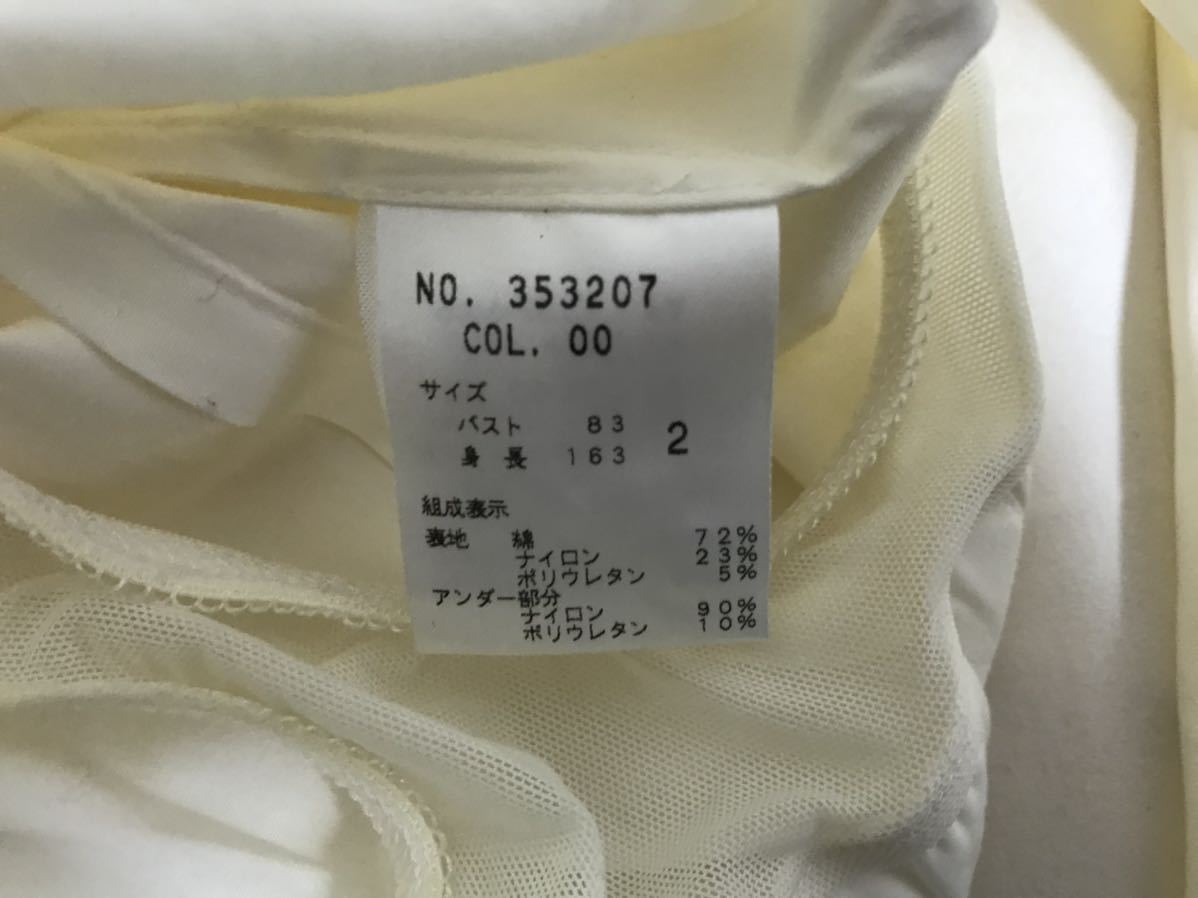 NO. 353207
COL. 00
サイズ
バスト 83
身長 163 2
組成表示
表地 綿 72%
ナイロン 23%
ポリウレタン 5%
アンダー部分
ナイロン 90%
ポリウレタン 10%